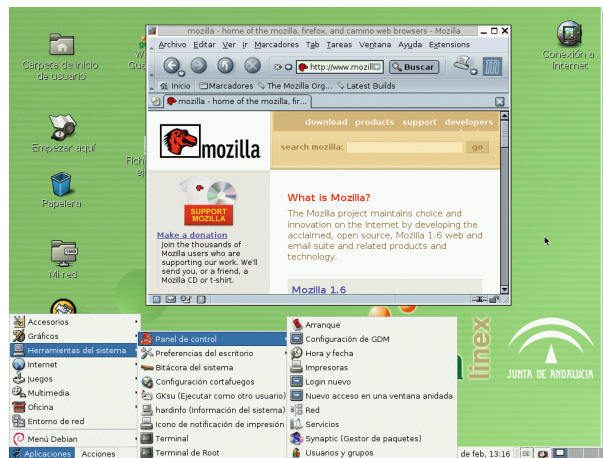 mozilla - home of the mozilla, firefox, and camino web browsers - Mozilla
Archivo Editar Ver Ir Marcadores Tab Tareas Ventana Ayuda Extensions
http://www.mozill
Buscar
Inicio Marcadores The Mozilla Org... Latest Builds
mozilla - home of the mozilla, fir...
download products support developers
search mozilla:
go
mozilla
SUPPORT
MOZILLA
Make a donation
Join the thousands of
Mozilla users who are
supporting our work. We'll
send you, or a friend, a
Mozilla CD or t-shirt.
What is Mozilla?
The Mozilla project maintains choice and
innovation on the Internet by developing the
acclaimed, open source, Mozilla 1.6 web and
email suite and related products and
technology.
Mozilla 1.6
Carpeta de inicio
de usuario
Empezar aquí
Papelera
Mi red
SMB
Conexión a
Internet
Accesorios
Gráficos
Herramientas del sistema
Internet
Juegos
Multimedia
Oficina
Entorno de red
Menú Debian
Aplicaciones Acciones
Panel de control
Preferencias del escritorio
Bitácora del sistema
Configuración cortafuegos
GKsu (Ejecutar como otro usuario)
hardinfo (Información del sistema)
Icono de notificación de impresión
Terminal
Terminal de Root
Arranque
Configuración de GDM
Hora y fecha
Impresoras
Login nuevo
Nuevo acceso en una ventana anidada
Red
Servicios
Synaptic (Gestor de paquetes)
Usuarios y grupos
linex
JUNTA DE ANDALUCIA
de feb, 13:16